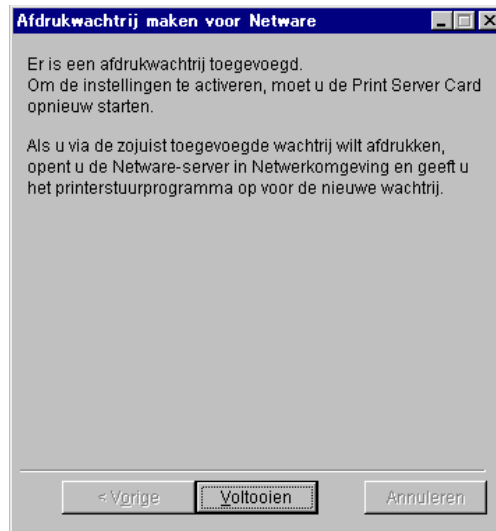 Afdrukwachtrij maken voor Netware
Er is een afdrukwachtrij toegevoegd.
Om de instellingen te activeren, moet u de Print Server Card
opnieuw starten.
Als u via de zojuist toegevoegde wachtrij wilt afdrukken,
opent u de Netware-server in Netwerkomgeving en geeft u
het printerstuurprogramma op voor de nieuwe wachtrij.
< Vorige
Voltooien
Annuleren